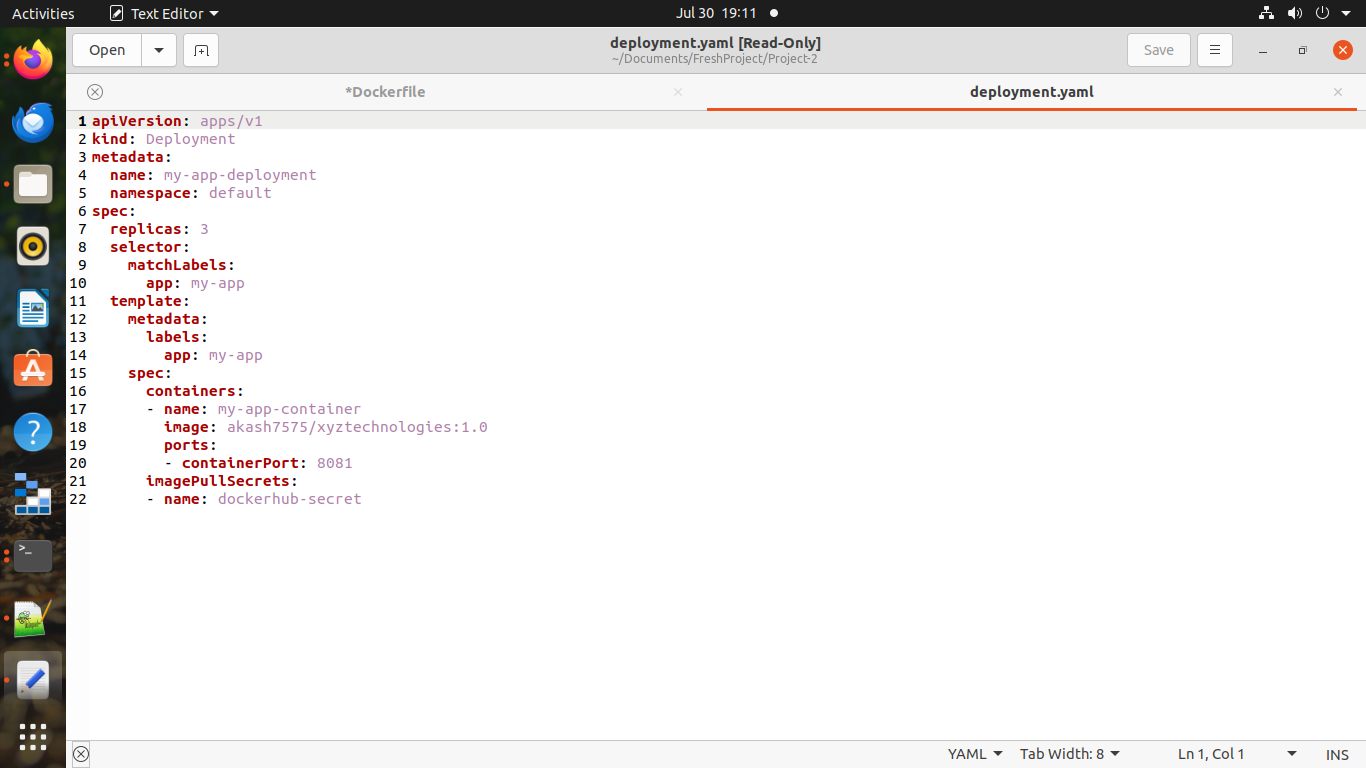 Activities Text Editor Jul 30 19:11
Open deployment.yaml [Read-Only] Save
~/Documents/FreshProject/Project-2
*Dockerfile deployment.yaml
1 apiVersion: apps/v1
2 kind: Deployment
3 metadata:
4   name: my-app-deployment
5   namespace: default
6 spec:
7   replicas: 3
8   selector:
9     matchLabels:
10       app: my-app
11   template:
12     metadata:
13       labels:
14         app: my-app
15     spec:
16       containers:
17       - name: my-app-container
18         image: akash7575/xyztechnologies:1.0
19         ports:
20         - containerPort: 8081
21       imagePullSecrets:
22       - name: dockerhub-secret
YAML Tab Width: 8 Ln 1, Col 1 INS